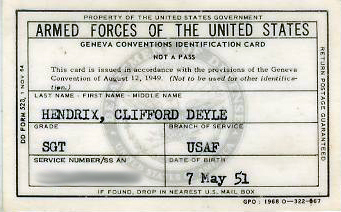 PROPERTY OF THE UNITED STATES GOVERNMENT
ARMED FORCES OF THE UNITED STATES
GENEVA CONVENTIONS IDENTIFICATION CARD
NOT A PASS
This card is issued in accordance with the provisions of the Geneva
Convention of August 12, 1949. (Not to be used for other identifica-
tion.)
LAST NAME - FIRST NAME - MIDDLE NAME
HENDRIX, CLIFFORD DEYLE
GRADE BRANCH OF SERVICE
SGT USAF
SERVICE NUMBER/SS AN DATE OF BIRTH
7 May 51
IF FOUND, DROP IN NEAREST U.S. MAIL BOX
GPO : 1968 O-322-667
DD FORM 528, 1 NOV 64
RETURN POSTAGE GUARANTEED